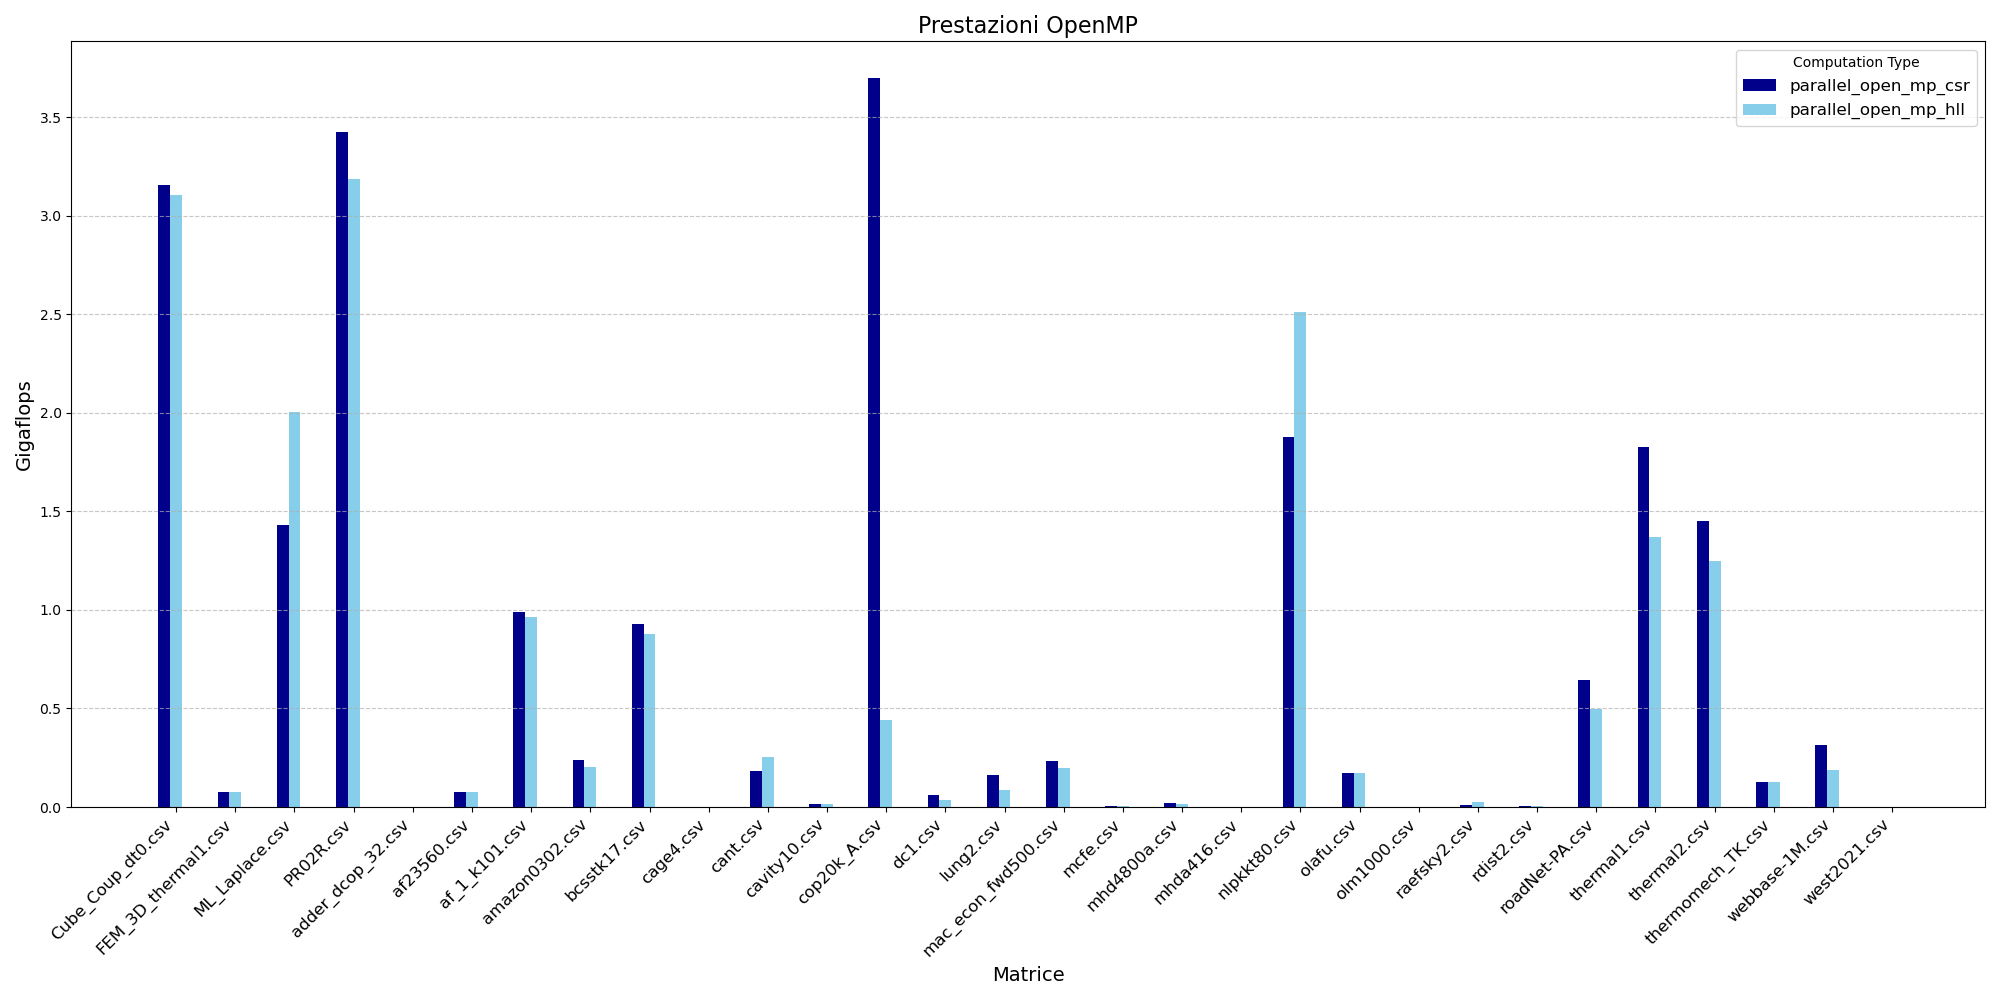 Prestazioni OpenMP
Computation Type
parallel_open_mp_csr
parallel_open_mp_hll
Gigaflops
3.5
3.0
2.5
2.0
1.5
1.0
0.5
0.0
Cube_Coup_dt0.csv
FEM_3D_thermal1.csv
ML_Laplace.csv
PR02R.csv
adder_dcop_32.csv
af23560.csv
af_1_k101.csv
amazon0302.csv
bcsstk17.csv
cage4.csv
cant.csv
cavity10.csv
cop20k_A.csv
dc1.csv
lung2.csv
mac_econ_fwd500.csv
mcfe.csv
mhd4800a.csv
mhda416.csv
nlpkkt80.csv
olafu.csv
olm1000.csv
raefsky2.csv
rdist2.csv
roadNet-PA.csv
thermal1.csv
thermal2.csv
thermomech_TK.csv
webbase-1M.csv
west2021.csv
Matrice